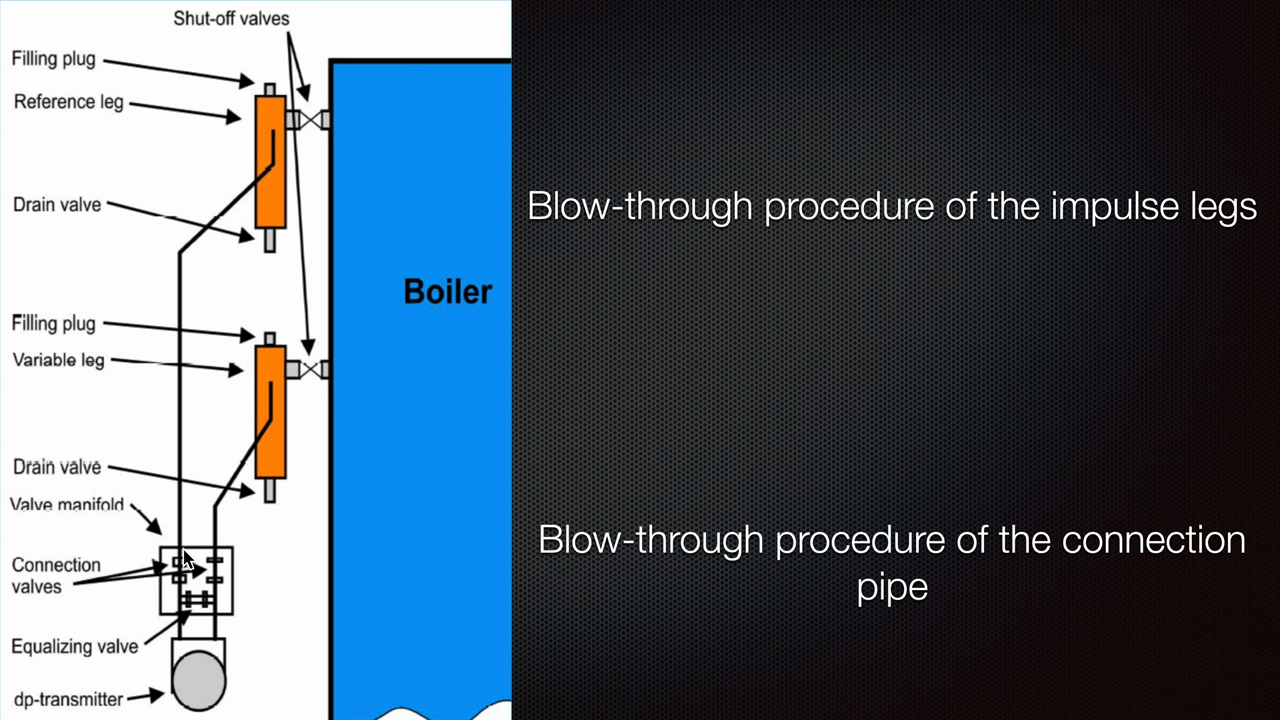 Shut-off valves
Filling plug
Reference leg
Drain valve
Boiler
Filling plug
Variable leg
Drain valve
Valve manifold
Connection
valves
Equalizing valve
dp-transmitter
Blow-through procedure of the impulse legs
Blow-through procedure of the connection
pipe